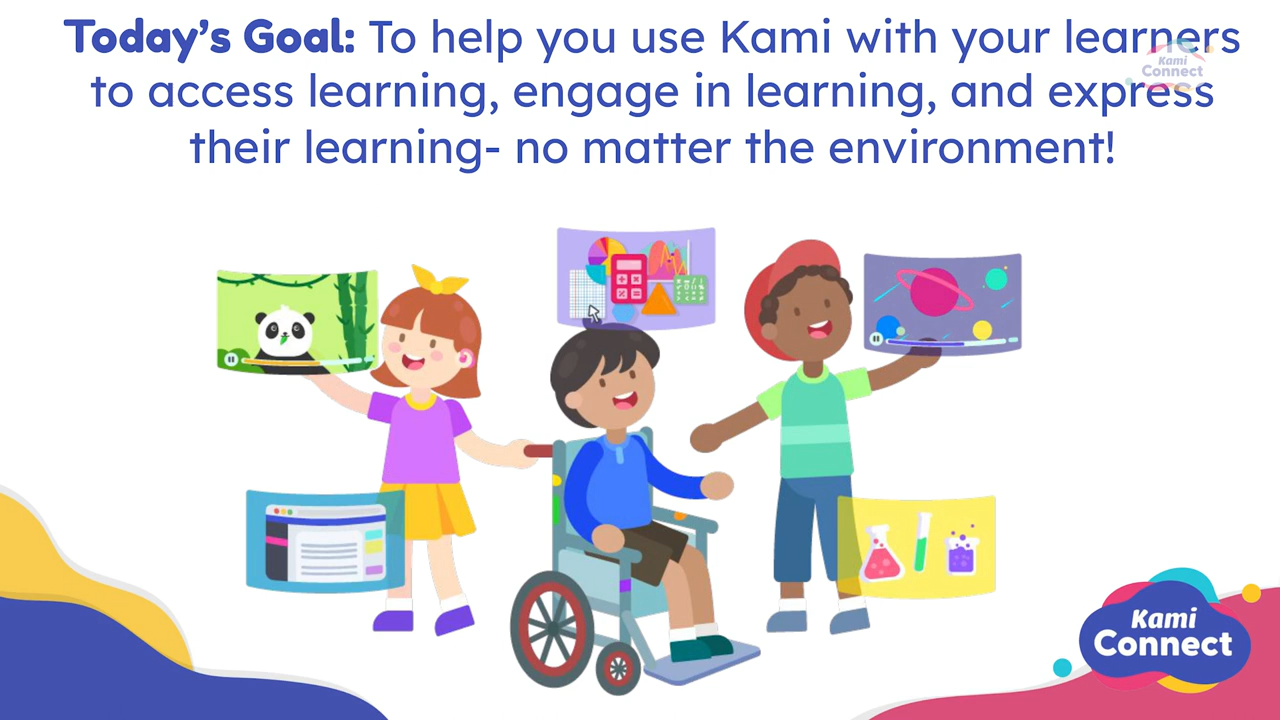 Today's Goal: To help you use Kami with your learners
to access learning, engage in learning, and express
their learning- no matter the environment!
Kami
Connect
Kami
Connect